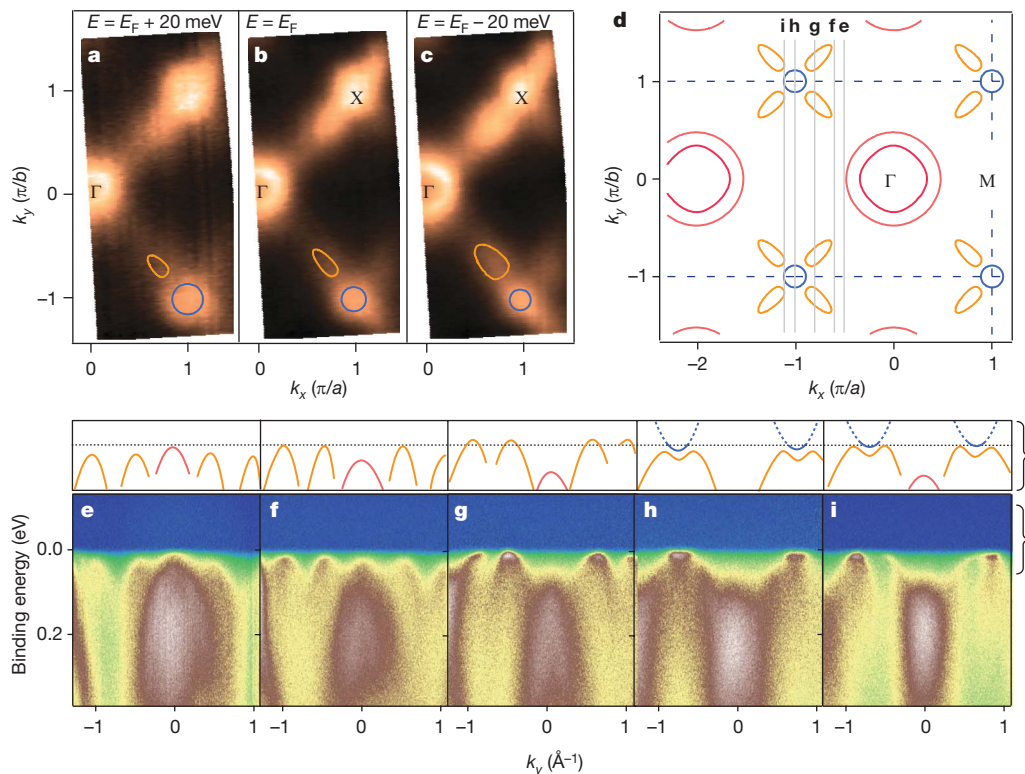 E = EF + 20 meV
E = EF
E = EF − 20 meV
a
b
c
d
i h g f e
1
0
−1
ky (π/b)
X
X
Γ
Γ
Γ
0 1 0 1 0 1
kx (π/a)
1
0
−1
ky (π/b)
Γ
M
−2 −1 0 1
kx (π/a)
e
f
g
h
i
0.0
0.2
Binding energy (eV)
−1 0 1 −1 0 1 −1 0 1 −1 0 1 −1 0 1
ky (Å−1)